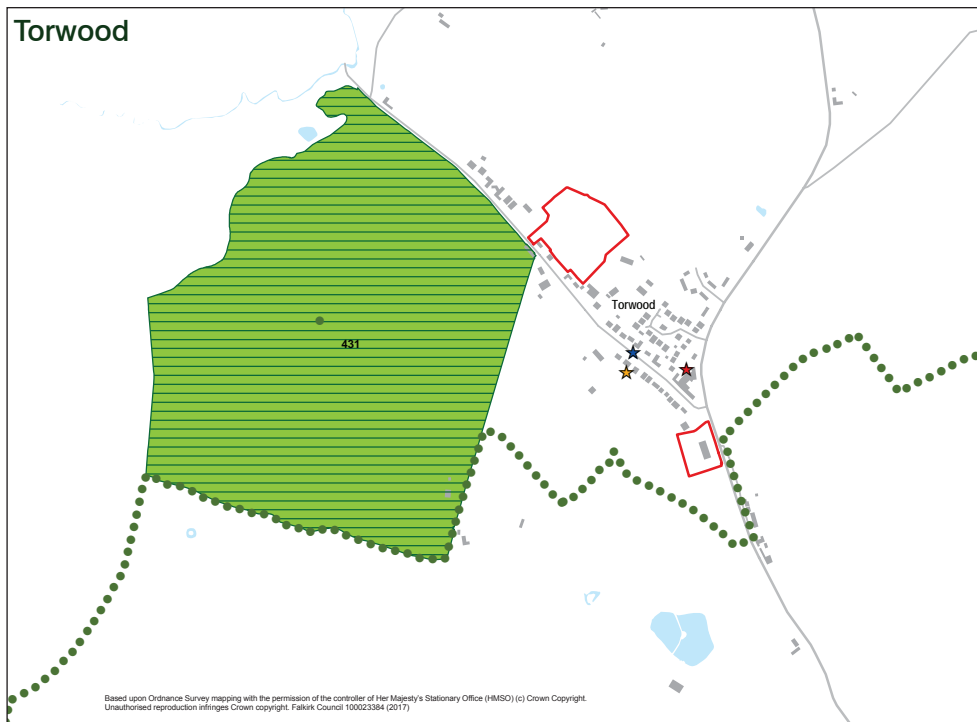 Torwood
Torwood
431
Based upon Ordnance Survey mapping with the permission of the controller of Her Majesty's Stationary Office (HMSO) (c) Crown Copyright.
Unauthorised reproduction infringes Crown copyright. Falkirk Council 100023384 (2017)